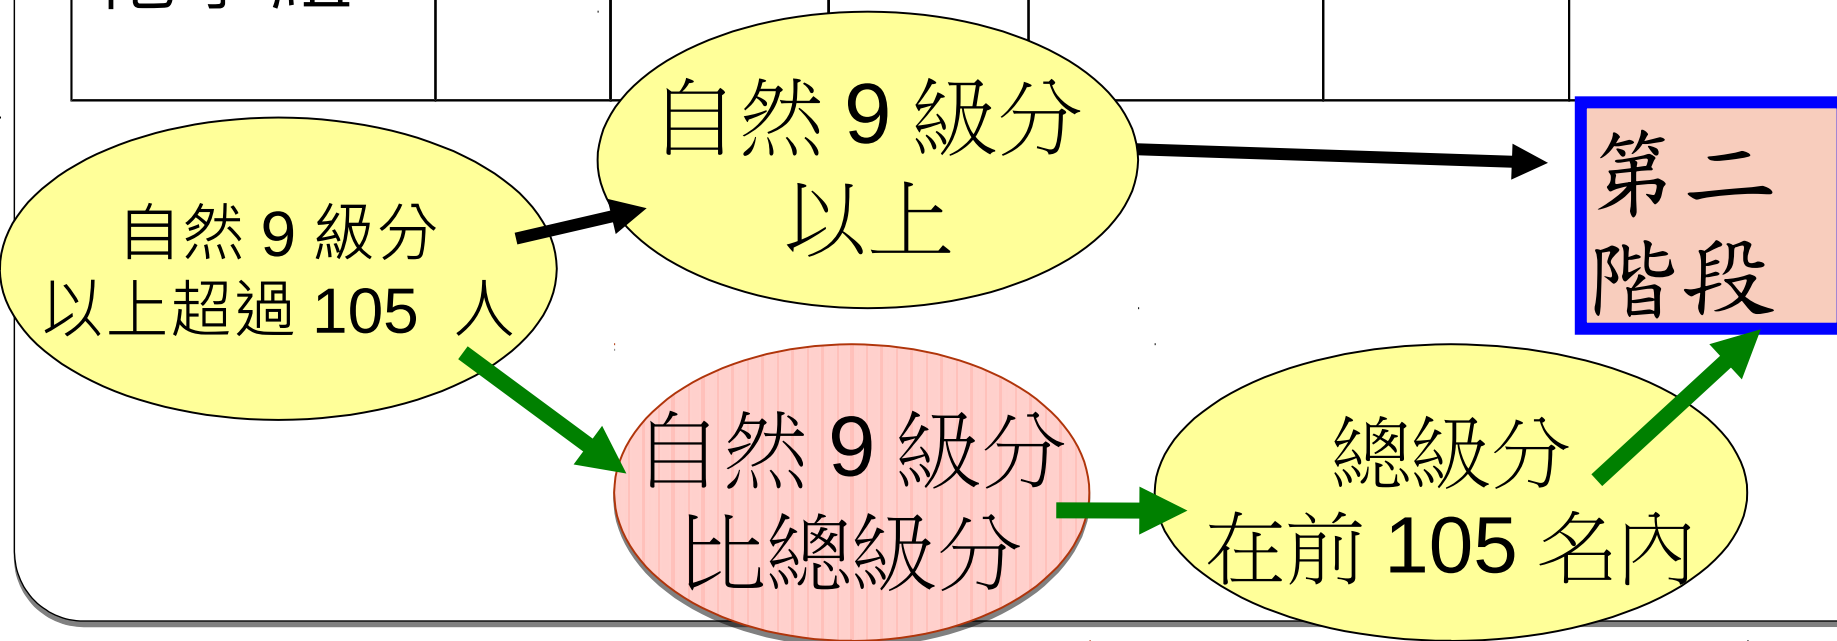 自然 9 級分
以上
第二
階段
自然 9 級分
以上超過 105 人
自然 9 級分
比總級分
總級分
在前 105 名內